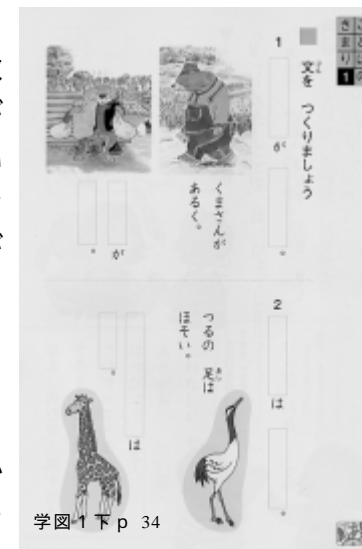 きまり
1
文を つくりましょう
1
が
。
くまさんが
あるく。
が
。
2
は
。
つるの 足は
ほそい。
は
。
学図1下p 34